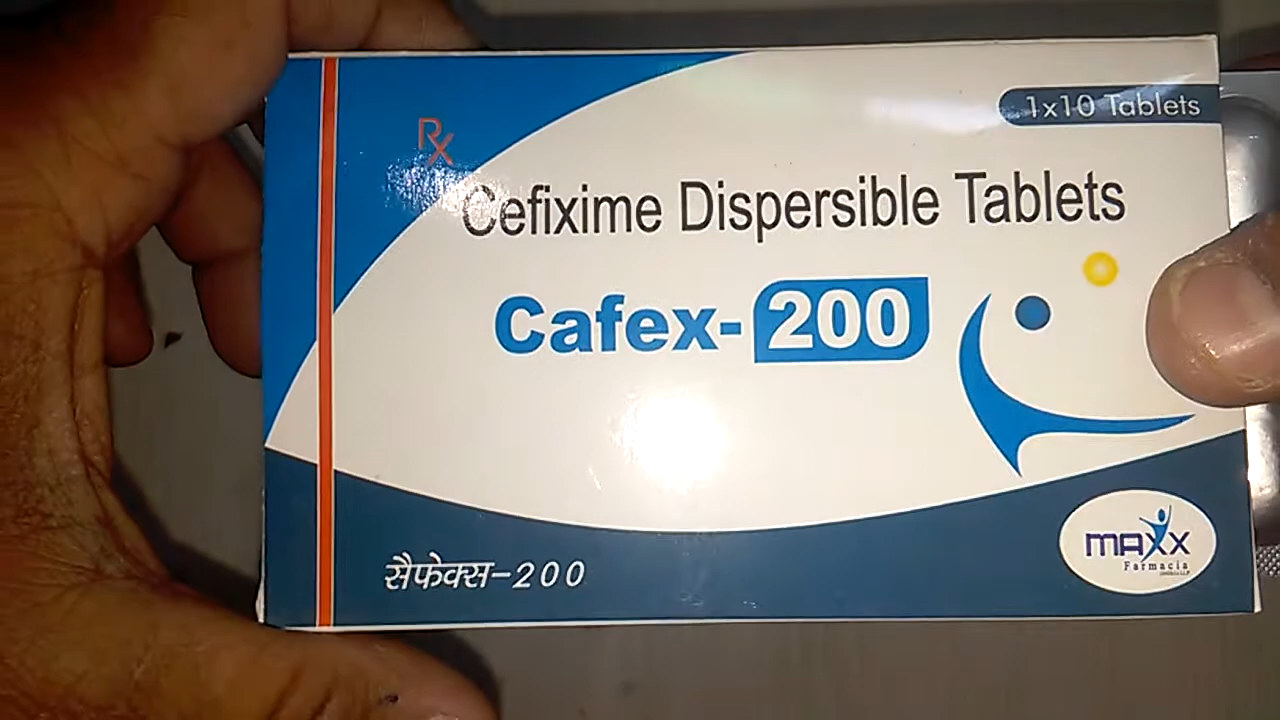 1x10 Tablets
Rx
Cefixime Dispersible Tablets
Cafex-200
सैफेक्स-200
maxx
Farmacia